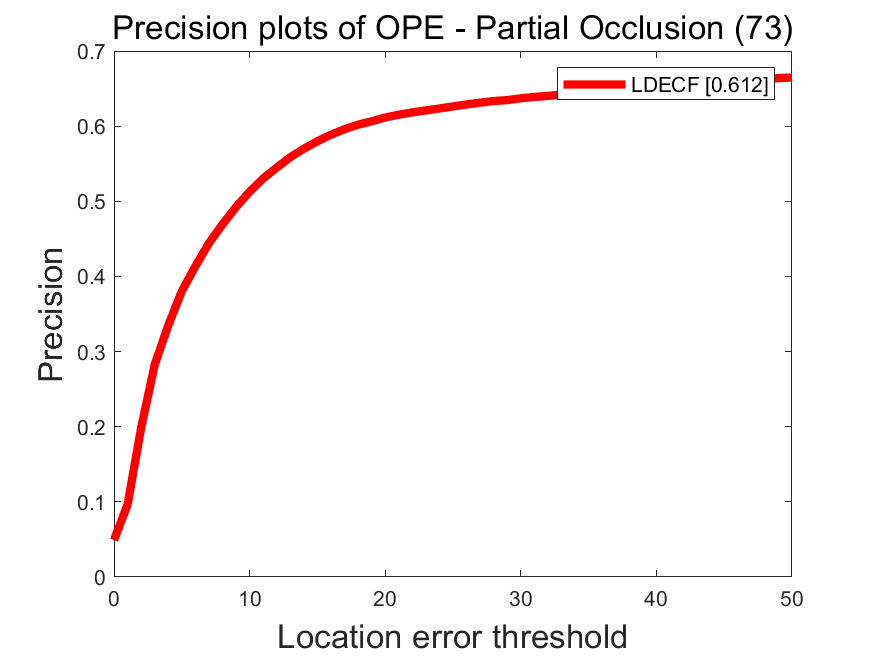 Precision plots of OPE - Partial Occlusion (73)
LDECF [0.612]
0.7
0.6
0.5
0.4
0.3
0.2
0.1
0
Precision
0 10 20 30 40 50
Location error threshold